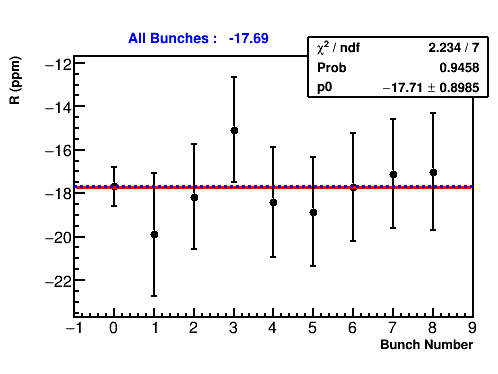 All Bunches :   -17.69
χ² / ndf 2.234 / 7
Prob 0.9458
p0 −17.71 ± 0.8985
R (ppm)
−12
−14
−16
−18
−20
−22
−1 0 1 2 3 4 5 6 7 8 9
Bunch Number